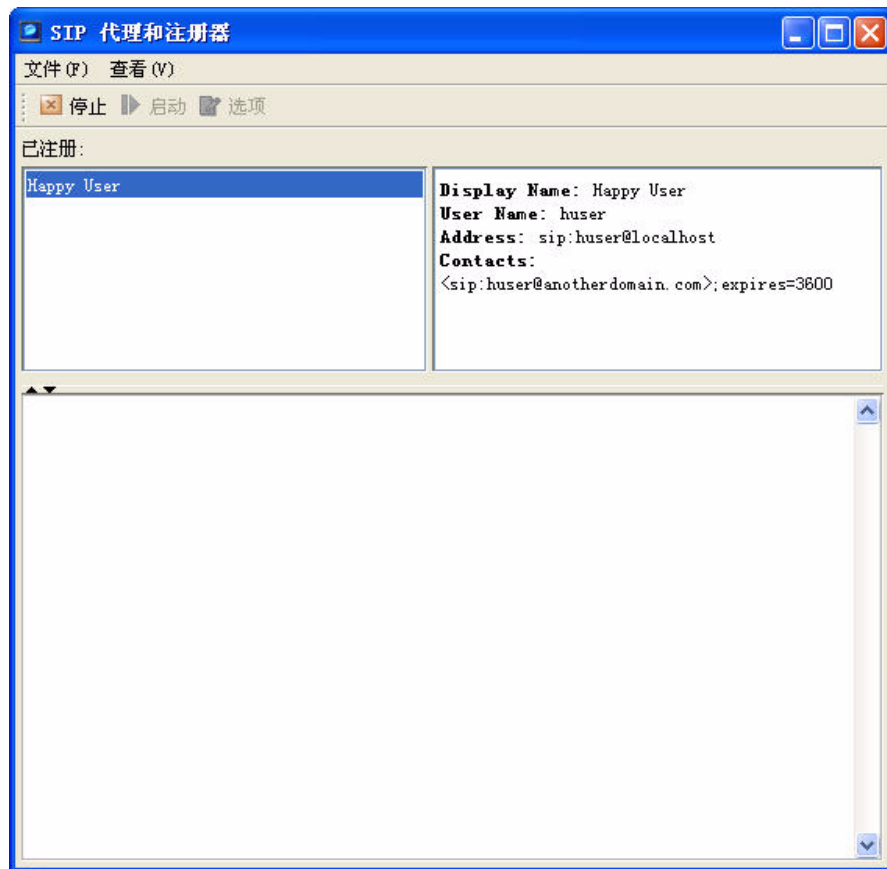 SIP 代理和注册器
文件(F) 查看(V)
停止 启动 选项
已注册:
Happy User
Display Name: Happy User
User Name: huser
Address: sip:huser@localhost
Contacts:
<sip:huser@anotherdomain.com>;expires=3600